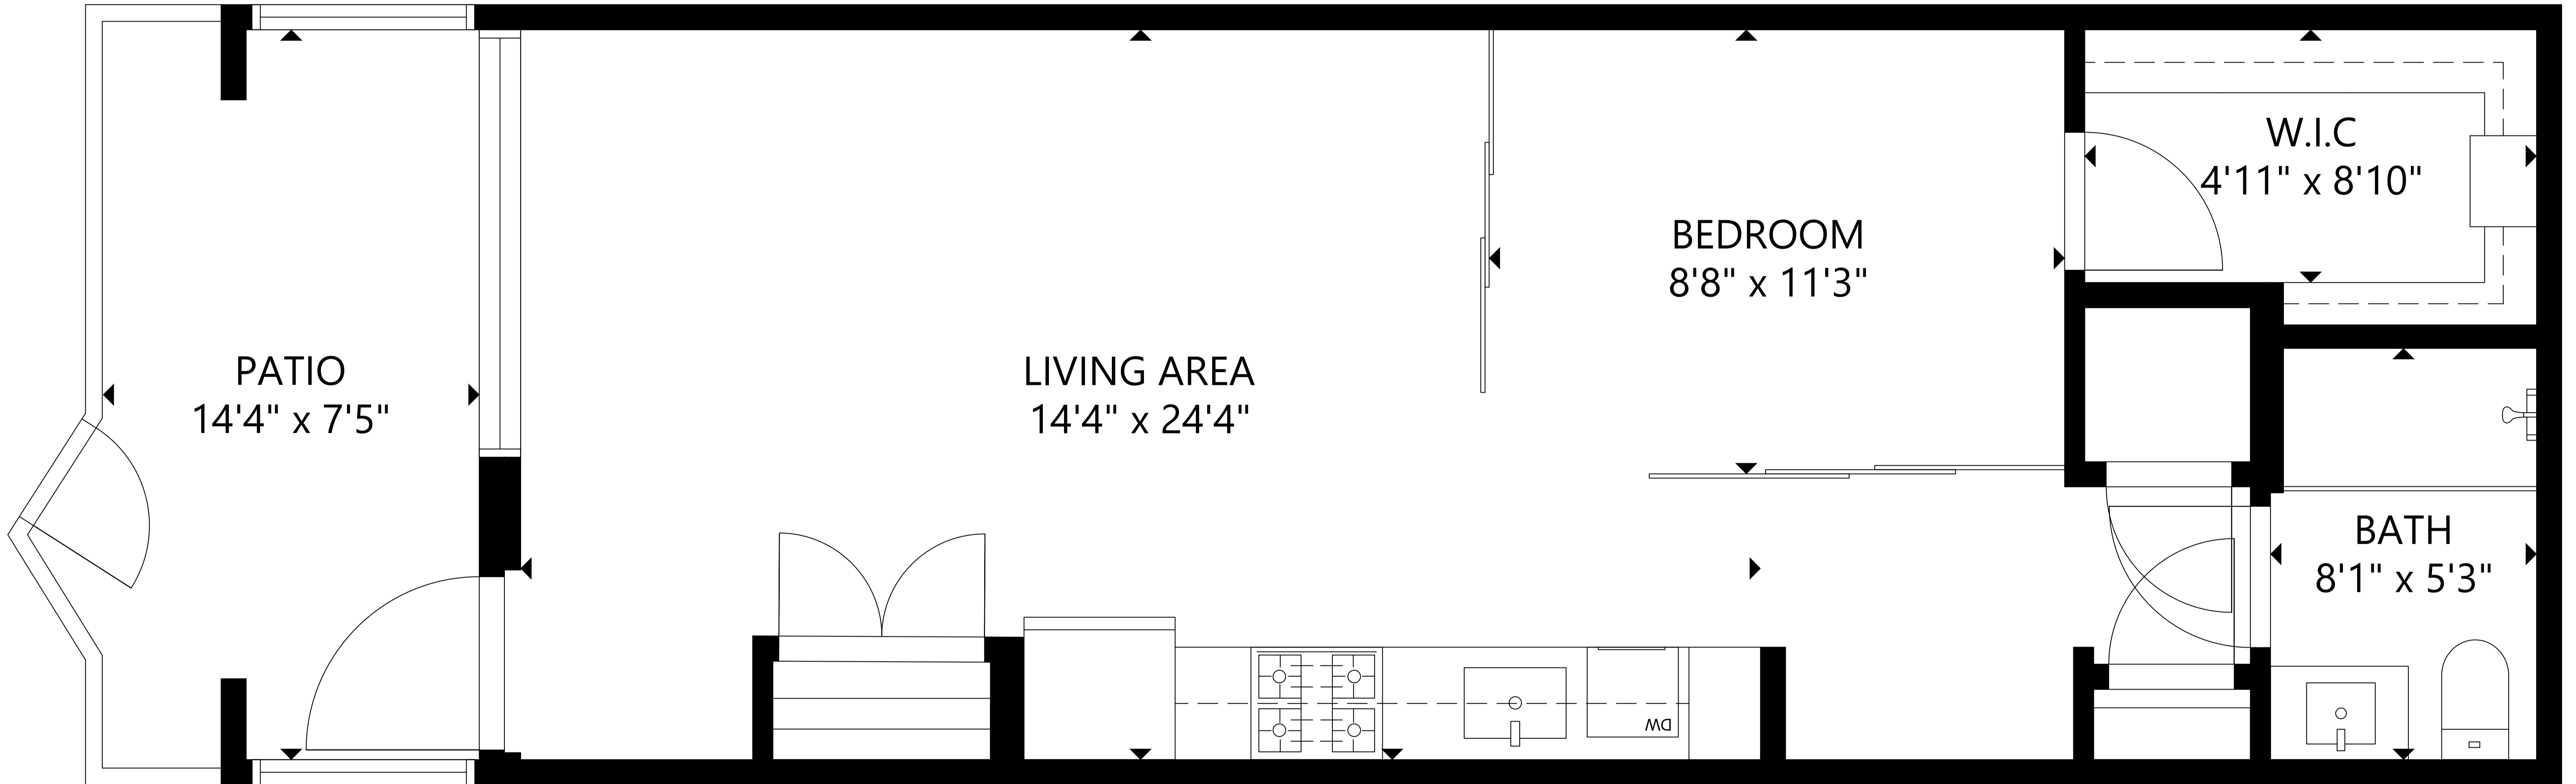 W.I.C
4'11" x 8'10"
BEDROOM
8'8" x 11'3"
PATIO
14'4" x 7'5"
LIVING AREA
14'4" x 24'4"
BATH
8'1" x 5'3"
DW